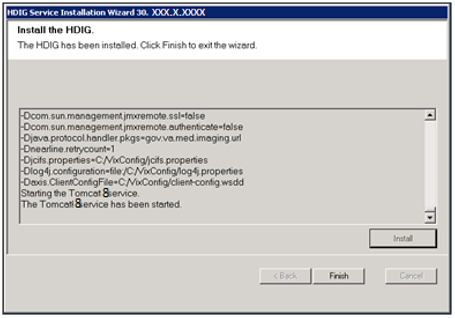 HDIG Service Installation Wizard 30. XXX.X.XXXX
Install the HDIG.
The HDIG has been installed. Click Finish to exit the wizard.
-Dcom.sun.management.jmxremote.ssl=false
-Dcom.sun.management.jmxremote.authenticate=false
-Djava.protocol.handler.pkgs=gov.va.med.imaging.url
-Dnearline.retrycount=1
-Djcifs.properties=C:/VixConfig/jcifs.properties
-Dlog4j.configuration=file:/C:/VixConfig/log4j.properties
-Daxis.ClientConfigFile=C:/VixConfig/client-config.wsdd
Starting the Tomcat 8 service.
The Tomcat 8 service has been started.
Install
< Back
Finish
Cancel